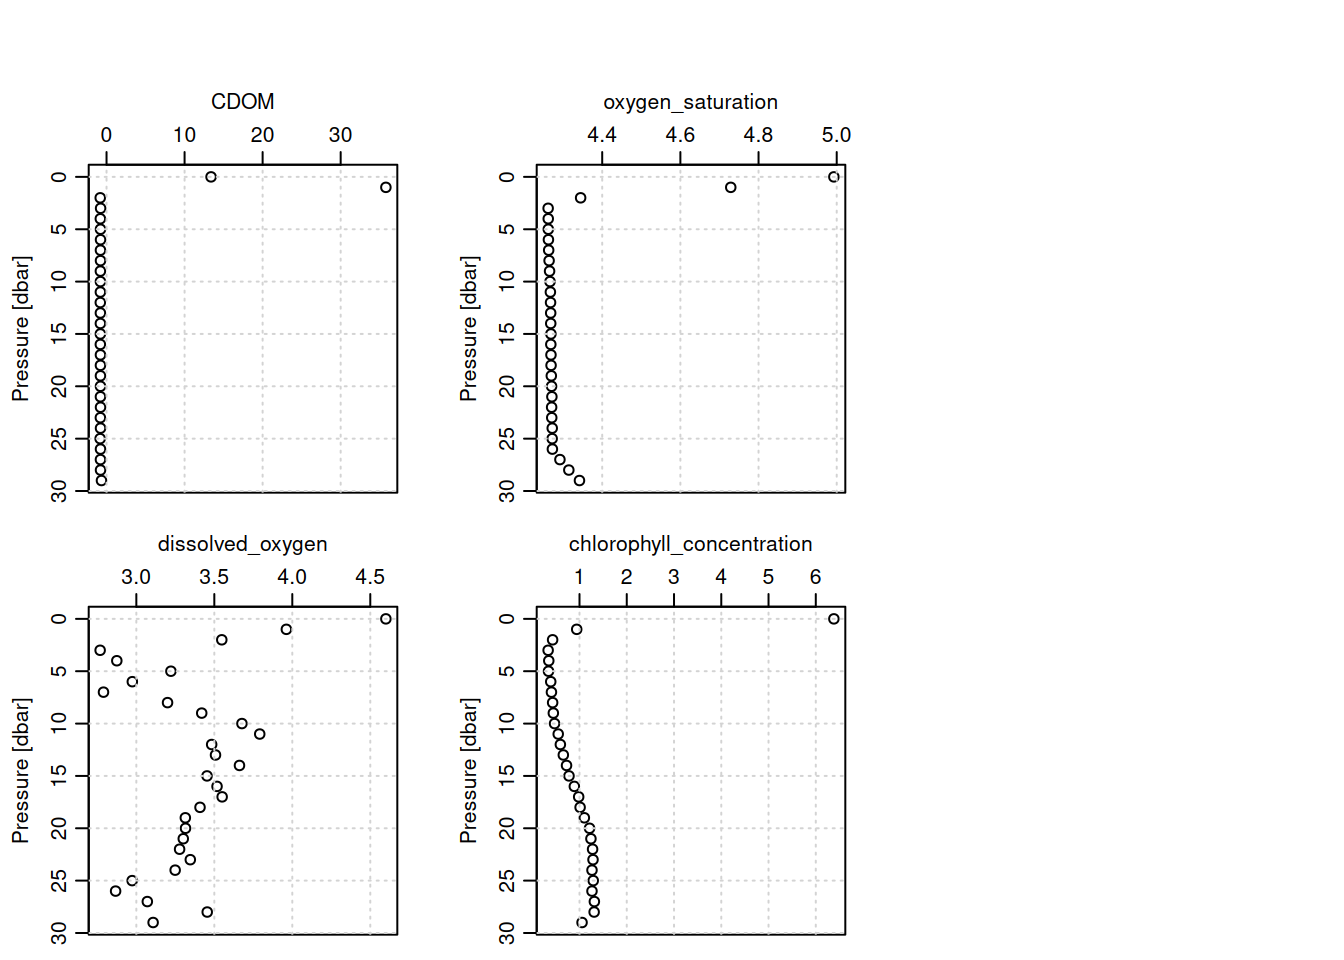 CDOM
0 10 20 30
Pressure [dbar]
0
5
10
15
20
25
30
oxygen_saturation
4.4 4.6 4.8 5.0
Pressure [dbar]
0
5
10
15
20
25
30
dissolved_oxygen
3.0 3.5 4.0 4.5
Pressure [dbar]
0
5
10
15
20
25
30
chlorophyll_concentration
1 2 3 4 5 6
Pressure [dbar]
0
5
10
15
20
25
30